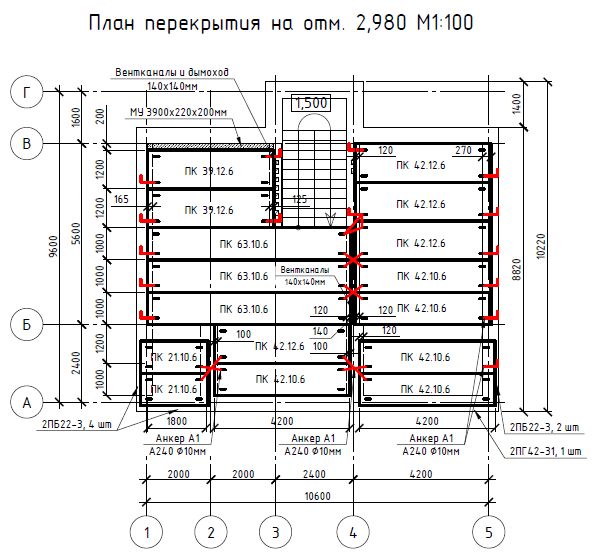 План перекрытия на отм. 2,980 М1:100
Вентканалы и дымоход
140х140мм
МУ 3900х220х200мм
1,500
Г
В
Б
А
1600
5600
2400
9600
200
1200
1200
1000
1000
1000
1200
1000
1400
8820
10220
120
270
165
125
ПК 39.12.6
ПК 39.12.6
ПК 63.10.6
ПК 63.10.6
ПК 63.10.6
ПК 42.12.6
ПК 42.12.6
ПК 42.12.6
ПК 42.10.6
ПК 42.10.6
Вентканалы
140х140мм
120
120
140
120
100
100
ПК 42.12.6
ПК 42.10.6
ПК 21.10.6
ПК 21.10.6
ПК 42.10.6
ПК 42.10.6
2ПБ22-3, 4 шт
1800
4200
4200
2ПБ22-3, 2 шт
2ПГ42-31, 1 шт
Анкер А1
А240 Ø10мм
Анкер А1
А240 Ø10мм
Анкер А1
А240 Ø10мм
2000
2000
2400
4200
10600
1
2
3
4
5